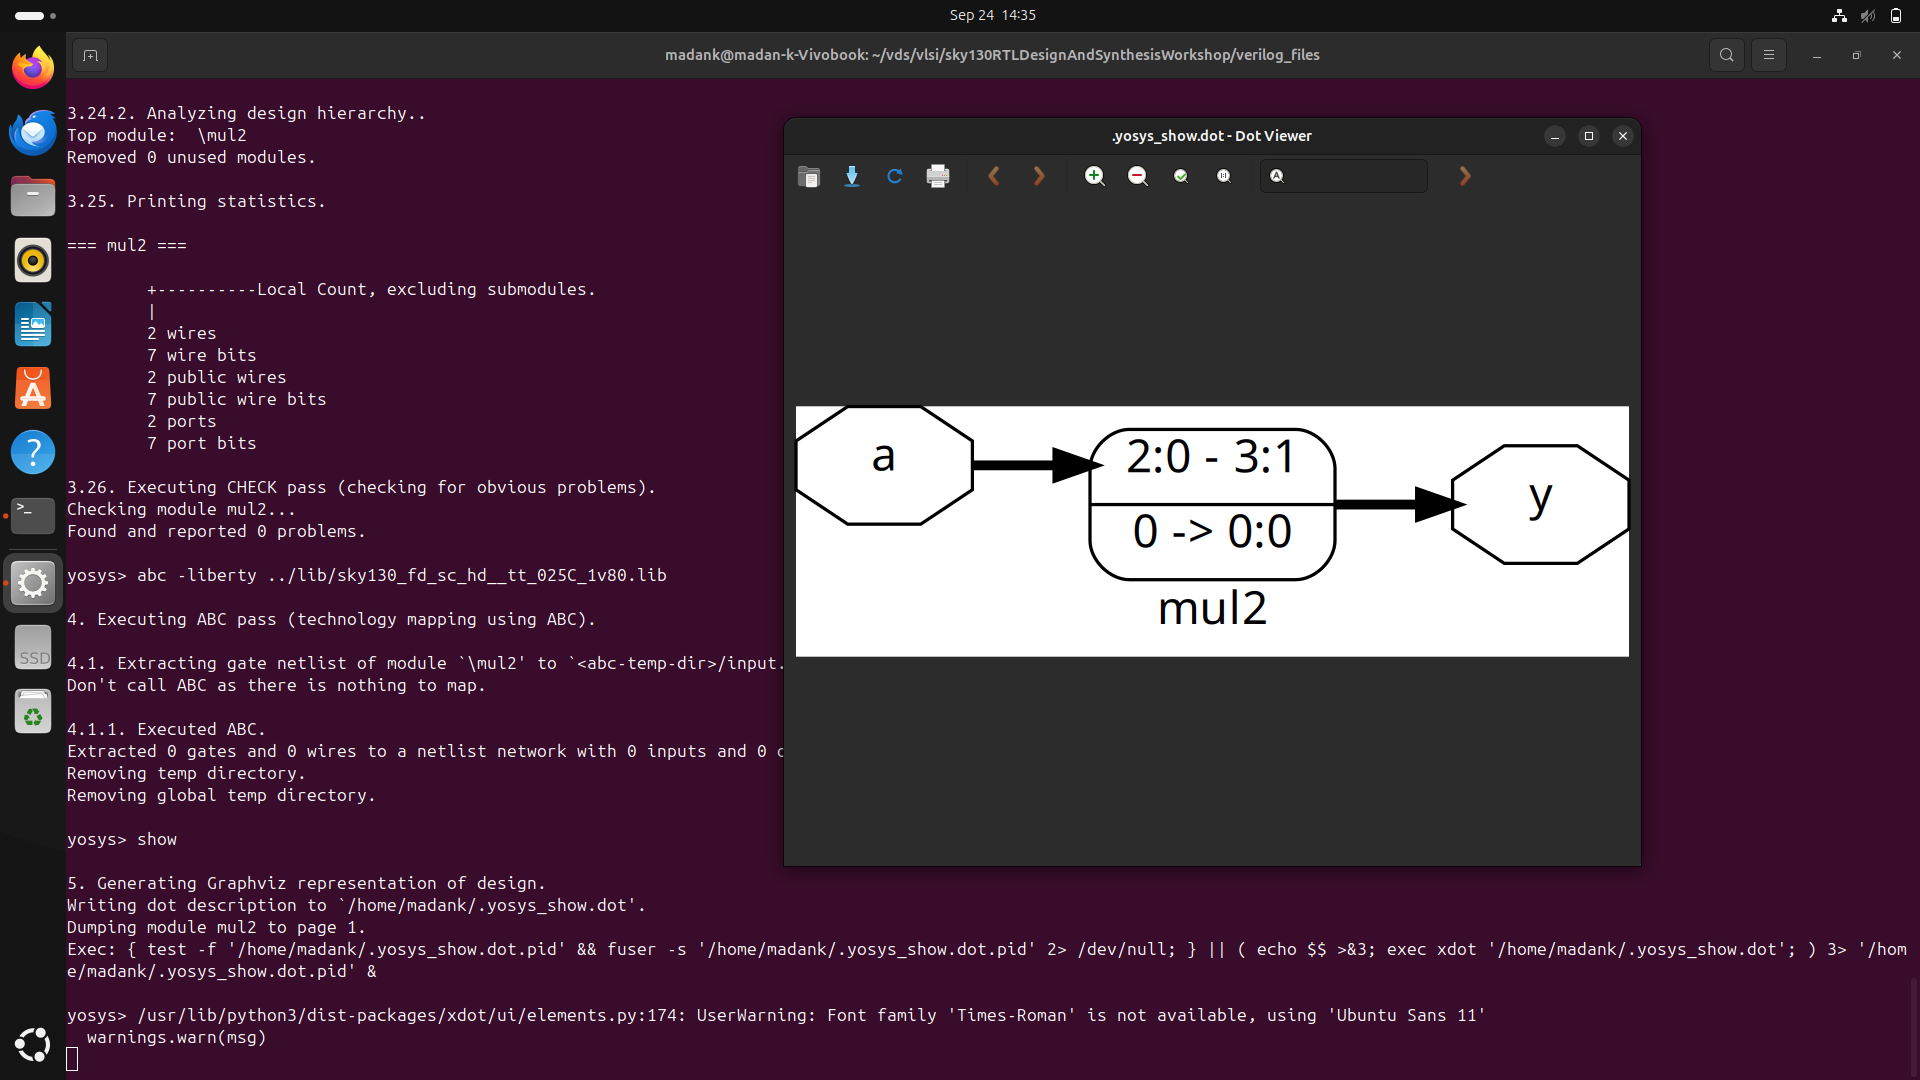 Sep 24  14:35
madank@madan-k-Vivobook: ~/vds/vlsi/sky130RTLDesignAndSynthesisWorkshop/verilog_files
3.24.2. Analyzing design hierarchy..
Top module:  \mul2
Removed 0 unused modules.
3.25. Printing statistics.
=== mul2 ===
+----------Local Count, excluding submodules.
|
2 wires
7 wire bits
2 public wires
7 public wire bits
2 ports
7 port bits
3.26. Executing CHECK pass (checking for obvious problems).
Checking module mul2...
Found and reported 0 problems.
yosys> abc -liberty ../lib/sky130_fd_sc_hd__tt_025C_1v80.lib
4. Executing ABC pass (technology mapping using ABC).
4.1. Extracting gate netlist of module `\mul2' to `<abc-temp-dir>/input.
Don't call ABC as there is nothing to map.
4.1.1. Executed ABC.
Extracted 0 gates and 0 wires to a netlist network with 0 inputs and 0
Removing temp directory.
Removing global temp directory.
yosys> show
5. Generating Graphviz representation of design.
Writing dot description to `/home/madank/.yosys_show.dot'.
Dumping module mul2 to page 1.
Exec: { test -f '/home/madank/.yosys_show.dot.pid' && fuser -s '/home/madank/.yosys_show.dot.pid' 2> /dev/null; } || ( echo $$ >&3; exec xdot '/home/madank/.yosys_show.dot'; ) 3> '/hom
e/madank/.yosys_show.dot.pid' &
yosys> /usr/lib/python3/dist-packages/xdot/ui/elements.py:174: UserWarning: Font family 'Times-Roman' is not available, using 'Ubuntu Sans 11'
  warnings.warn(msg)
.yosys_show.dot - Dot Viewer
a
2:0 - 3:1
0 -> 0:0
mul2
y
SSD